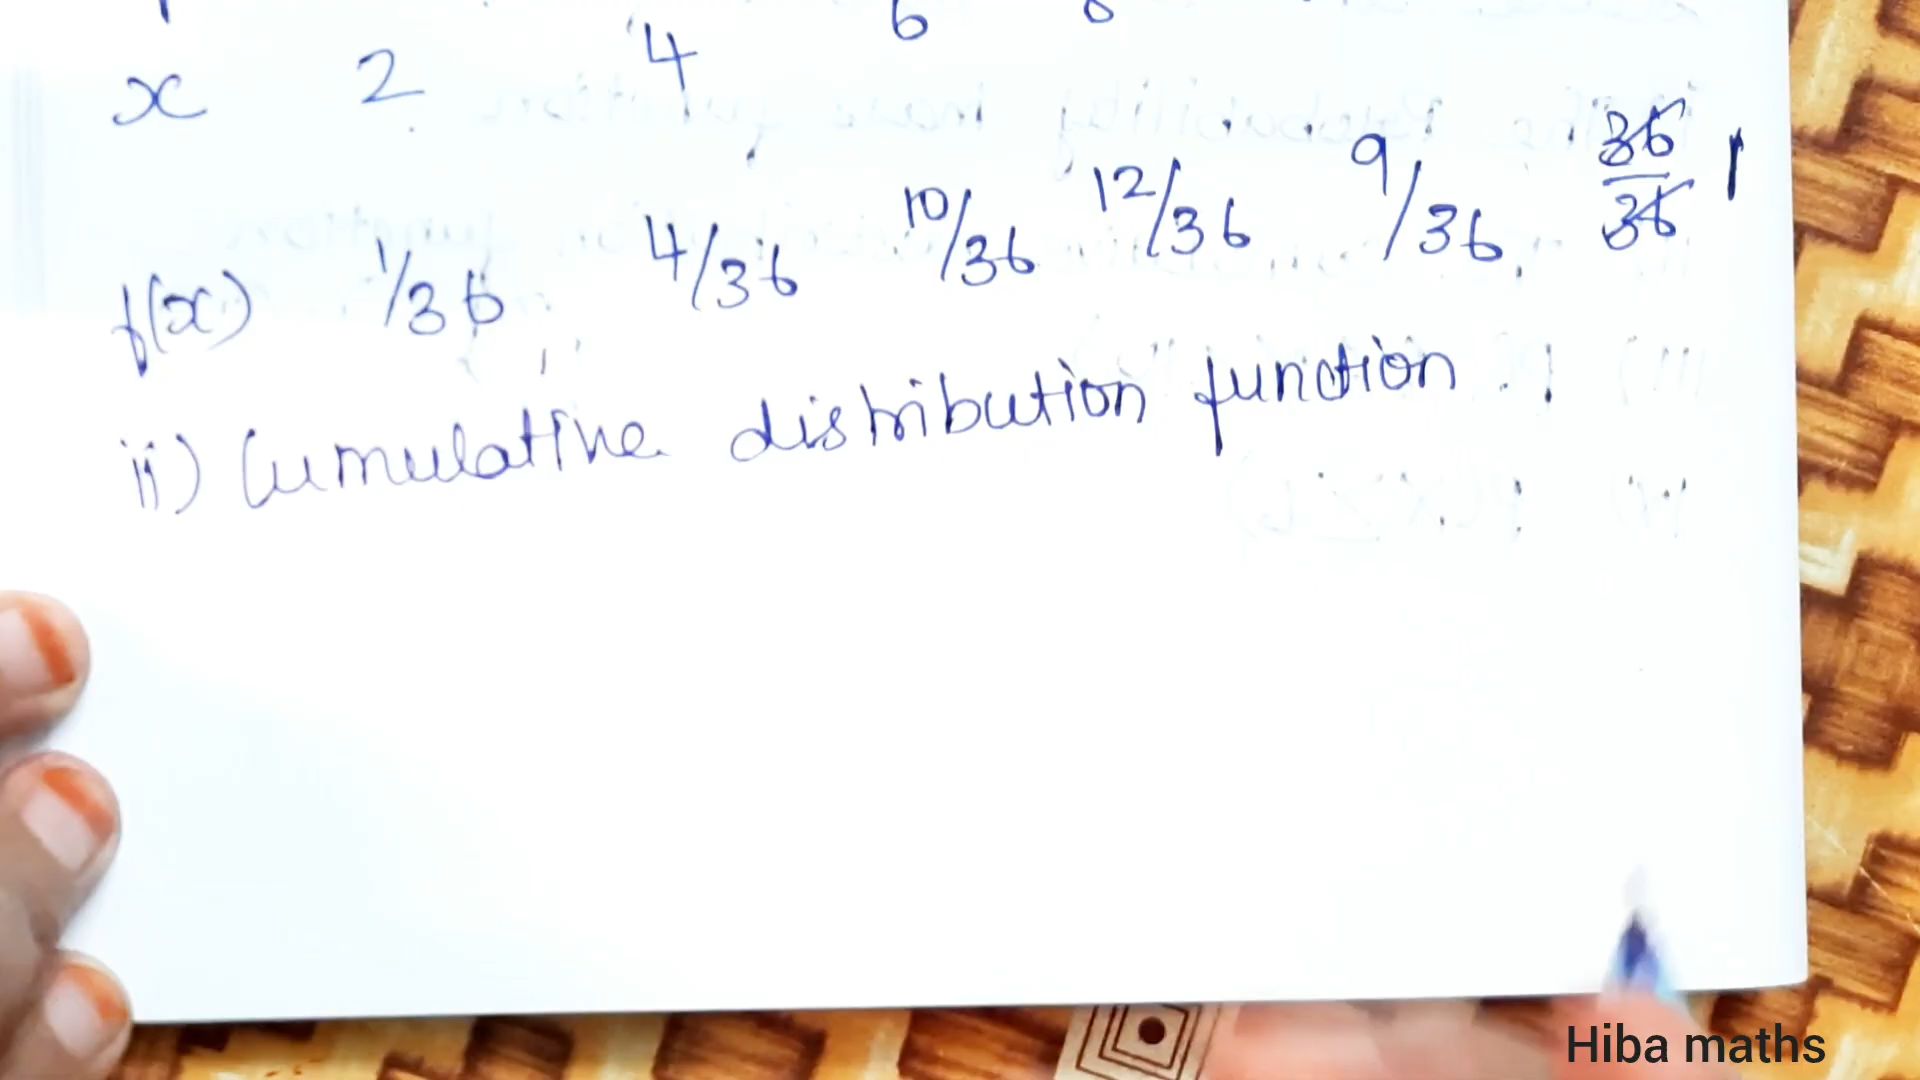 x 2 4 6 8
f(x) 1/36 4/36 10/36 12/36 9/36 36/36 1
ii) Cumulative distribution function.
Hiba maths